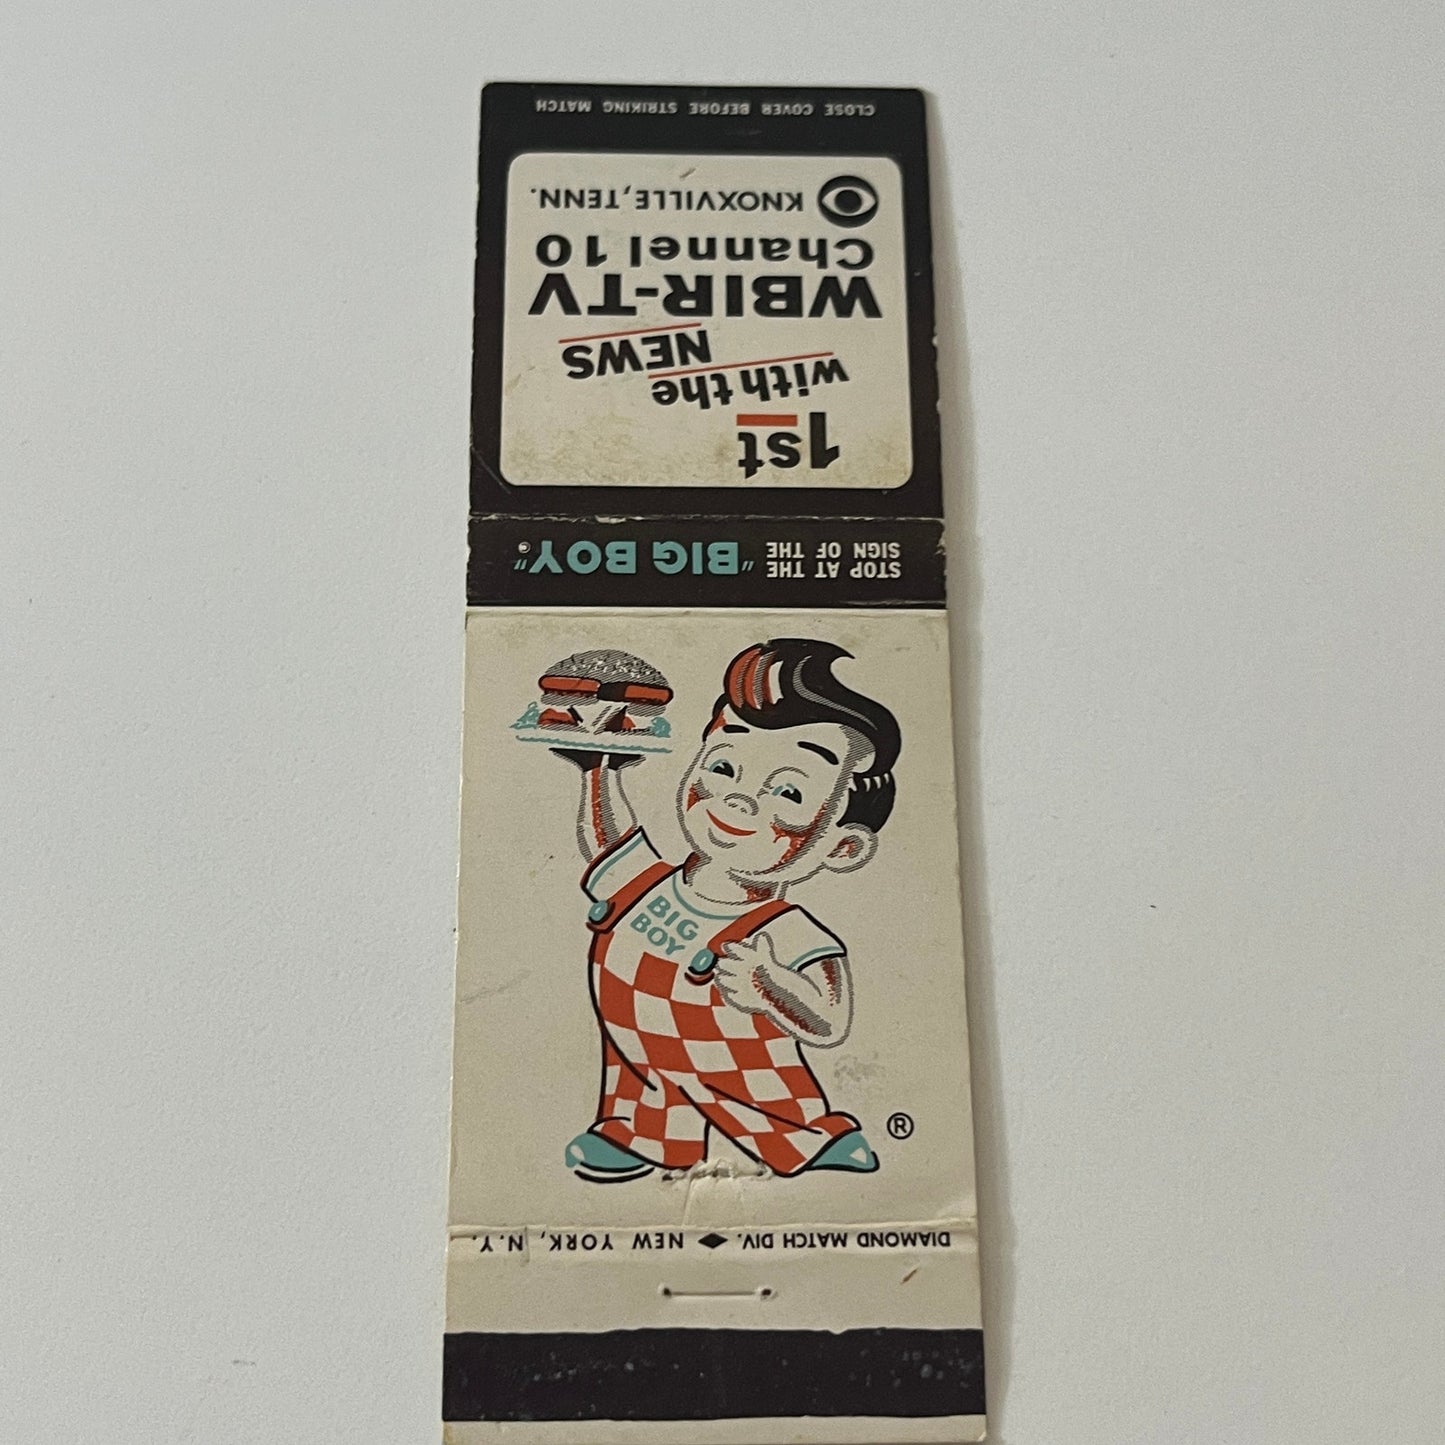 CLOSE COVER BEFORE STRIKING MATCH
1st
with the
NEWS
WBIR-TV
Channel 10
KNOXVILLE, TENN.
STOP AT THE
SIGN OF THE
"BIG BOY"®
BIG
BOY
®
DIAMOND MATCH DIV. ◆ NEW YORK, N.Y.